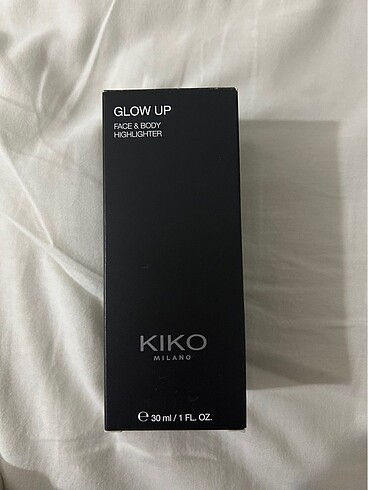 GLOW UP
FACE & BODY
HIGHLIGHTER
KIKO
MILANO
℮ 30 ml / 1 FL. OZ.